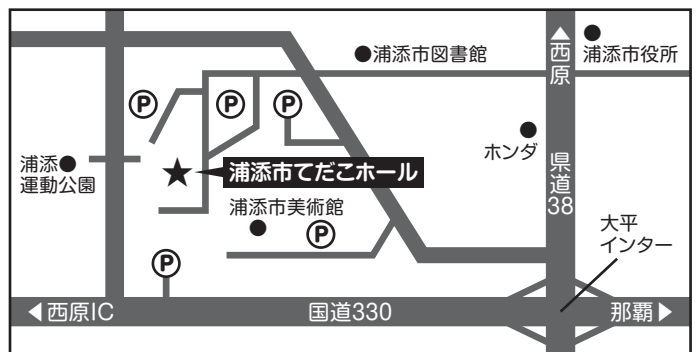 浦添市図書館
▲西原
浦添市役所
P
P
P
ホンダ
浦添
運動公園
浦添市てだこホール
県道38
浦添市美術館
P
大平
インター
P
◀西原IC
国道330
那覇▶